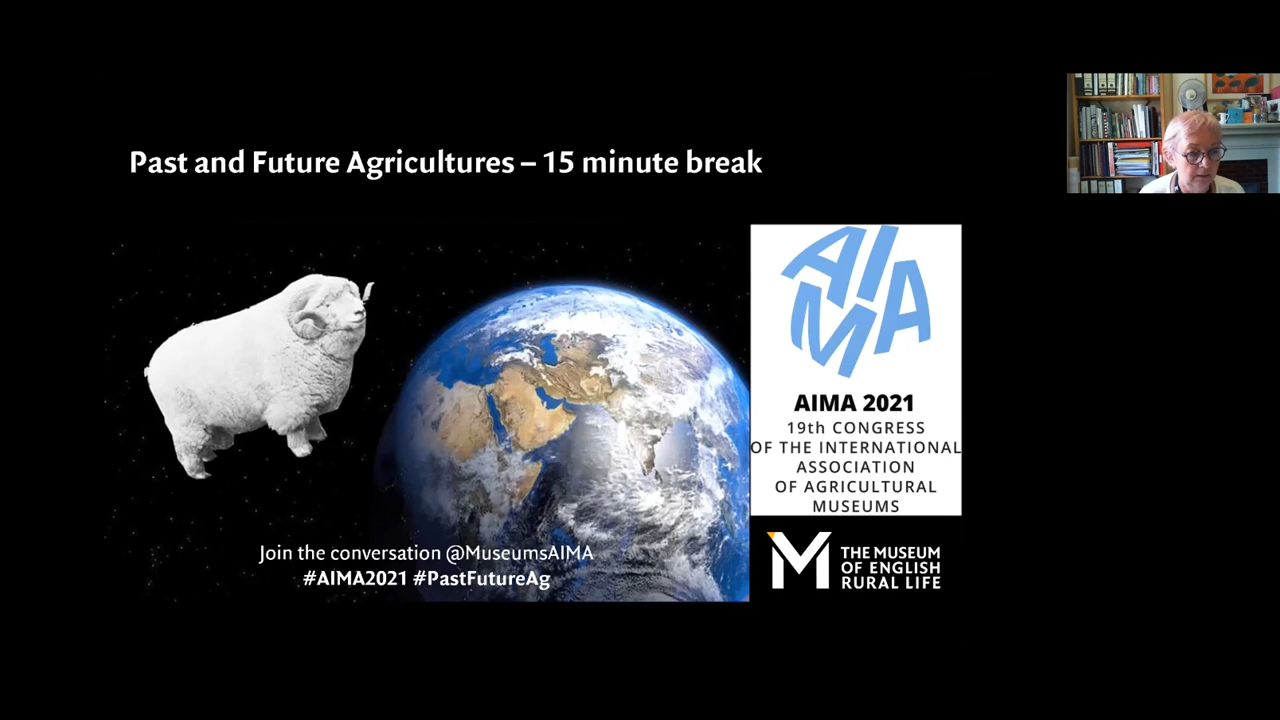 Past and Future Agricultures – 15 minute break
AIMA
AIMA 2021
19th CONGRESS
OF THE INTERNATIONAL
ASSOCIATION
OF AGRICULTURAL
MUSEUMS
Join the conversation @MuseumsAIMA
#AIMA2021 #PastFutureAg
M THE MUSEUM
OF ENGLISH
RURAL LIFE